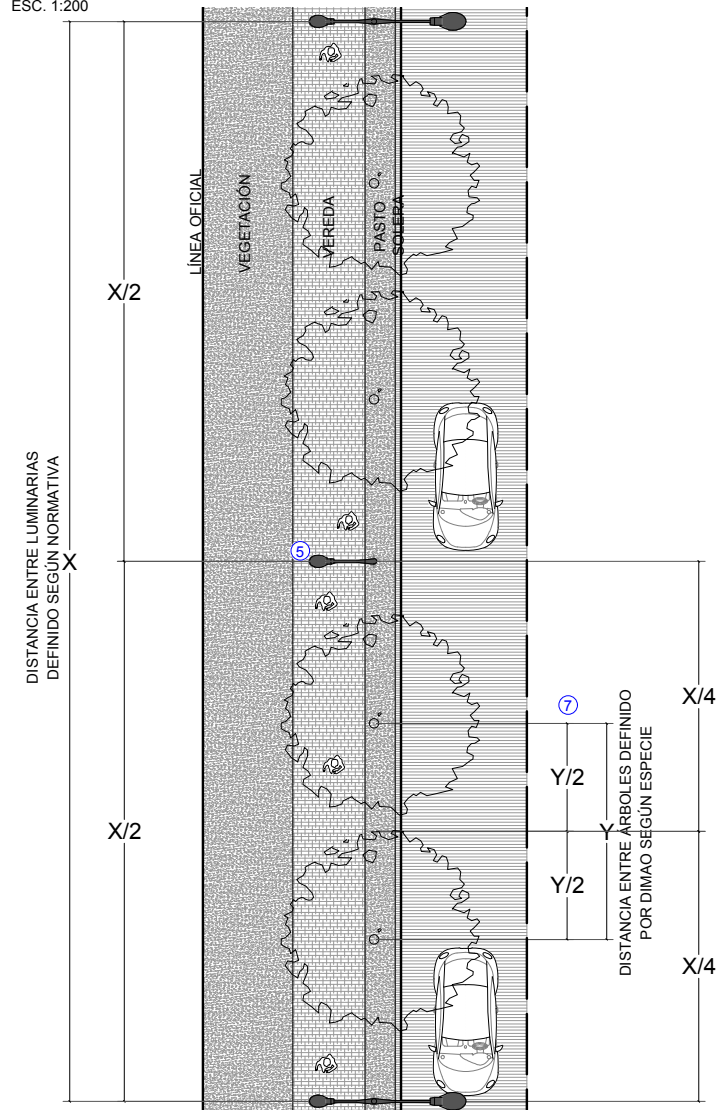 ESC. 1:200
LÍNEA OFICIAL
VEGETACIÓN
VEREDA
PASTO
SOLERA
X/2
DISTANCIA ENTRE LUMINARIAS
DEFINIDO SEGÚN NORMATIVA
X
5
7
X/4
Y/2
Y
DISTANCIA ENTRE ÁRBOLES DEFINIDO
POR DIMAO SEGÚN ESPECIE
X/2
Y/2
X/4